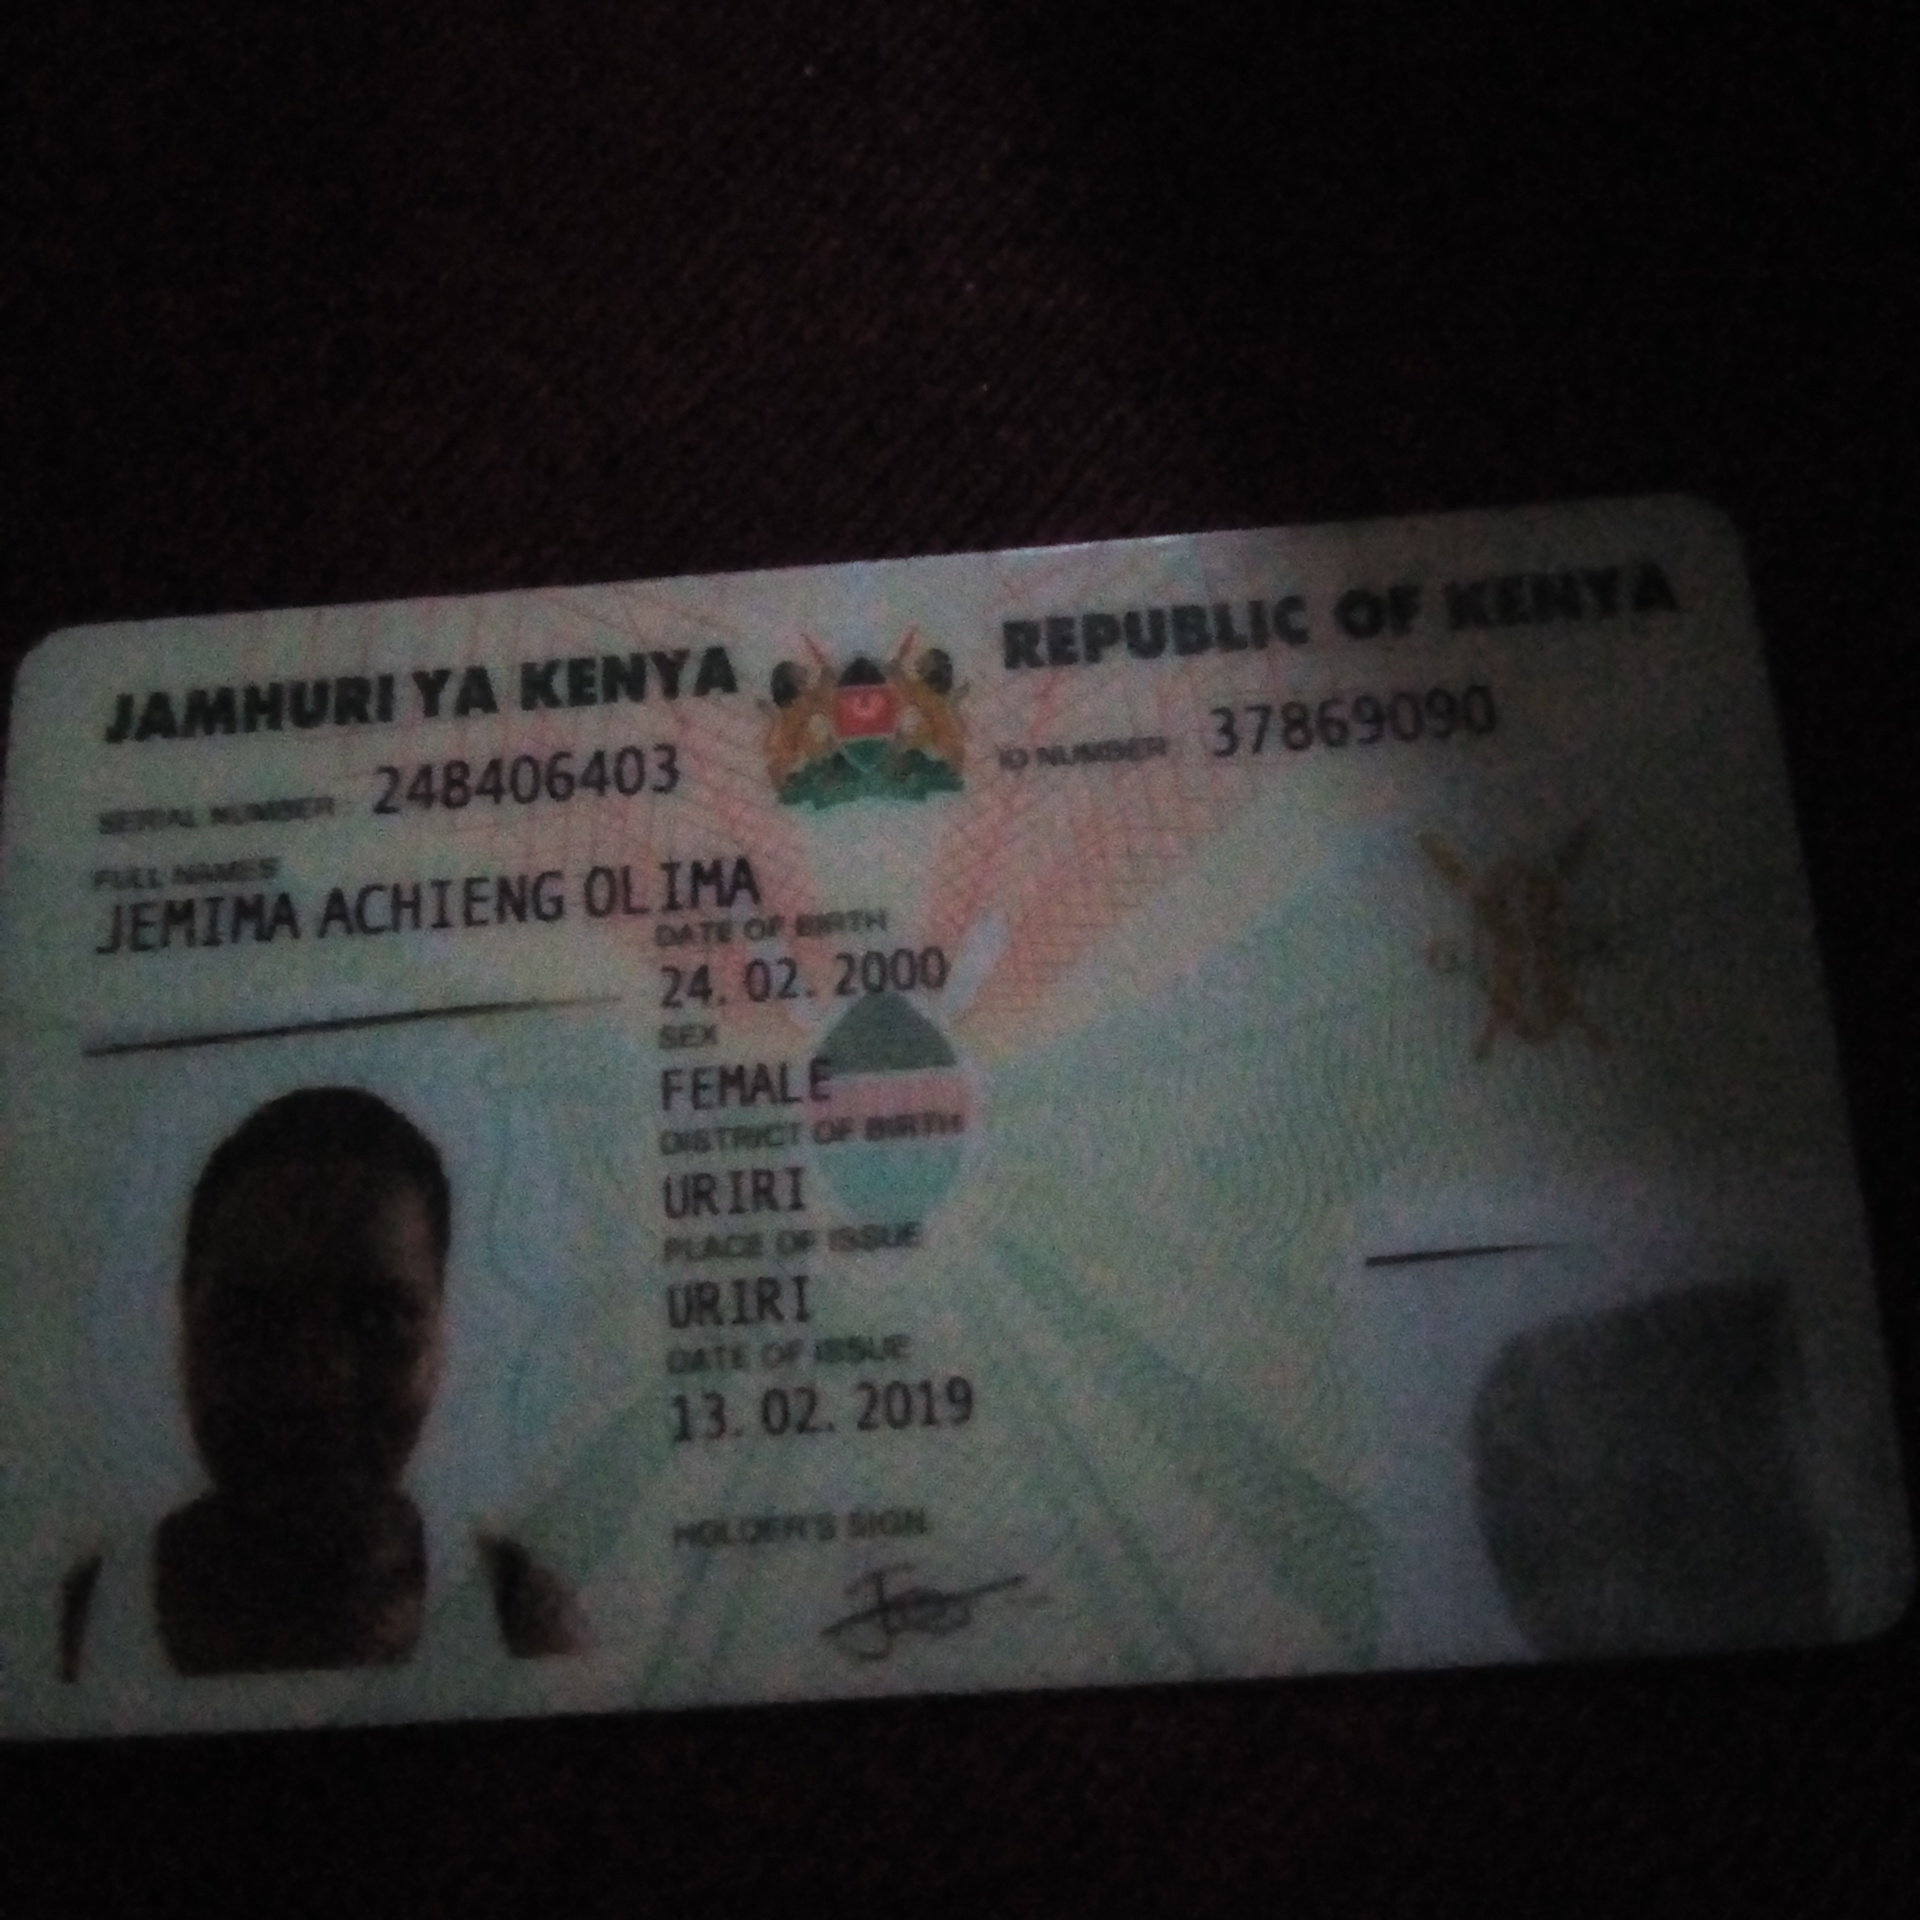 JAMHURI YA KENYA
REPUBLIC OF KENYA
SERIAL NUMBER: 248406403
ID NUMBER: 37869090
FULL NAMES
JEMIMA ACHIENG OLIMA
DATE OF BIRTH
24. 02. 2000
SEX
FEMALE
DISTRICT OF BIRTH
URIRI
PLACE OF ISSUE
URIRI
DATE OF ISSUE
13. 02. 2019
HOLDER'S SIGN.